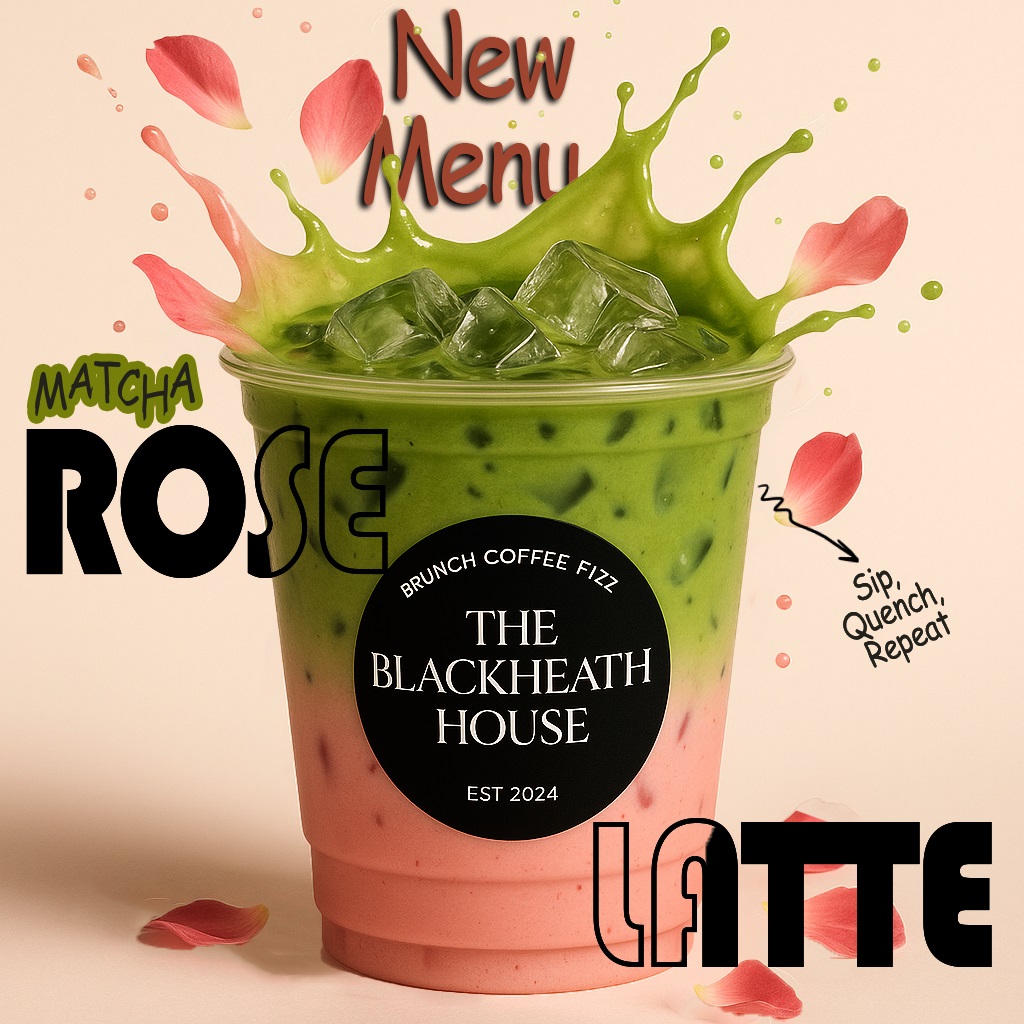 New
Menu
MATCHA
ROSE
BRUNCH COFFEE FIZZ
THE
BLACKHEATH
HOUSE
EST 2024
Sip,
Quench,
Repeat
LATTE